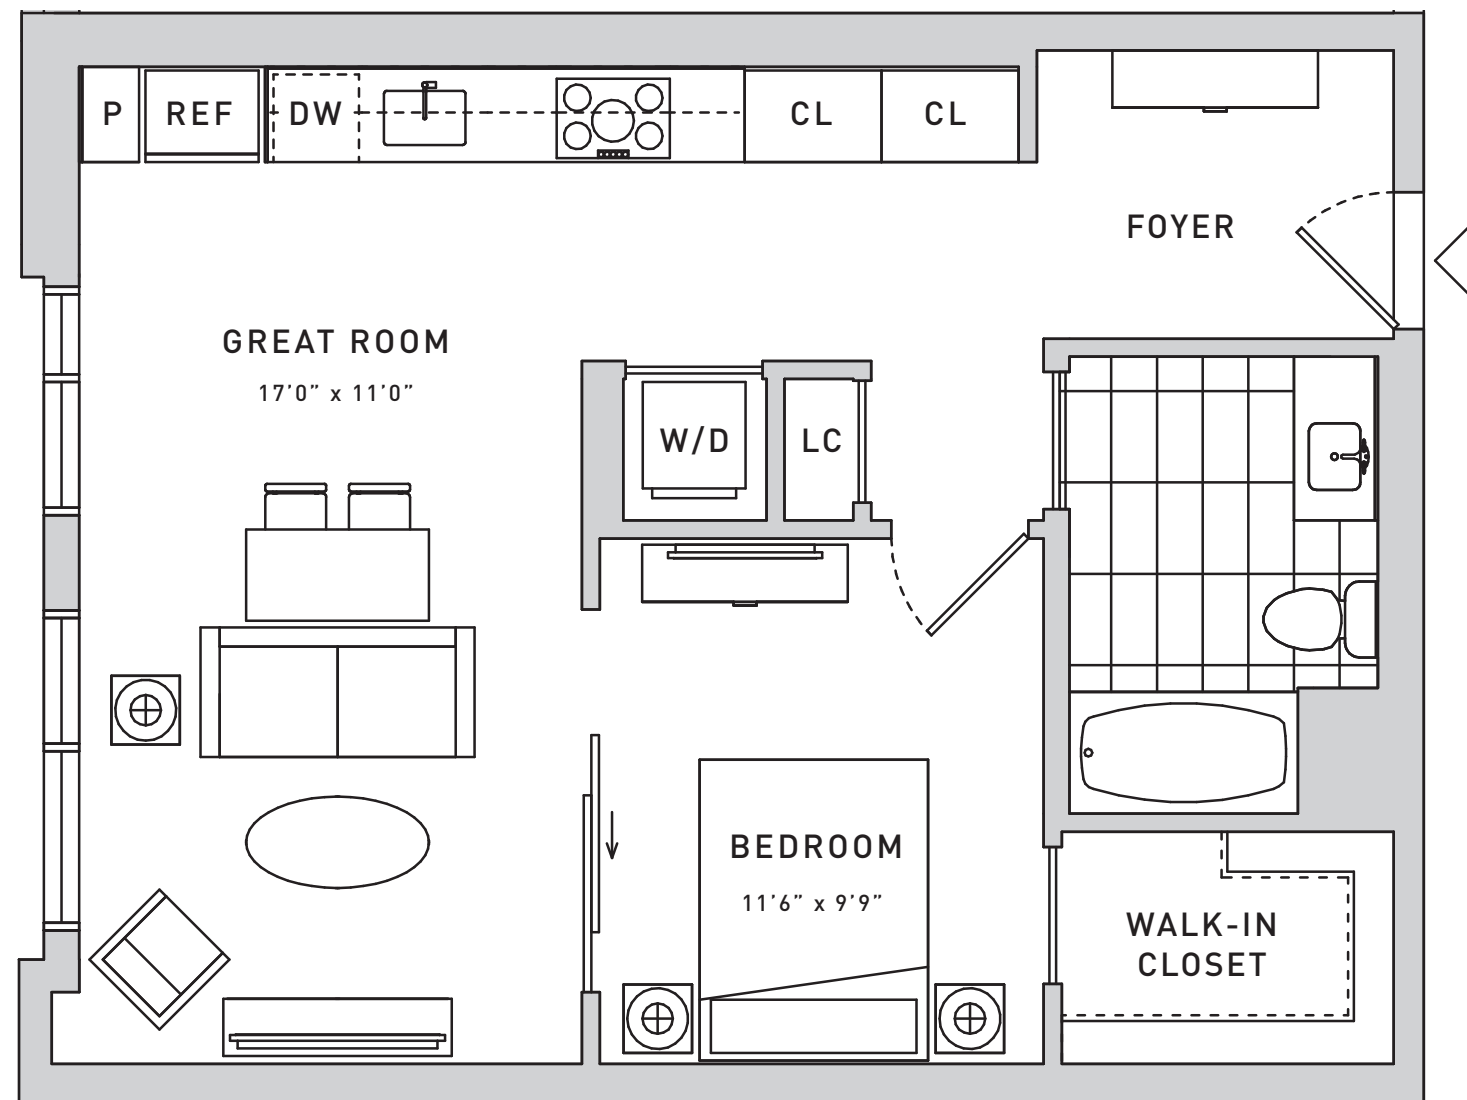 P
REF
DW
CL
CL
FOYER
GREAT ROOM
17’0” x 11’0”
W/D
LC
BEDROOM
11’6” x 9’9”
WALK-IN
CLOSET